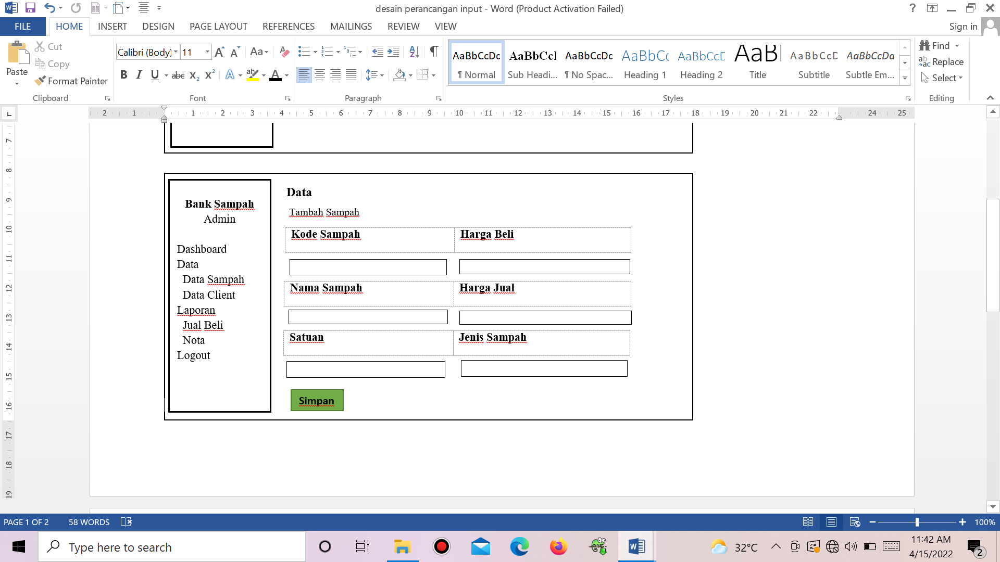 desain perancangan input - Word (Product Activation Failed)
FILE HOME INSERT DESIGN PAGE LAYOUT REFERENCES MAILINGS REVIEW VIEW Sign in
Cut
Copy
Format Painter
Paste
Clipboard
Calibri (Body) 11
Font
Paragraph
AaBbCcDc AaBbCcI AaBbCcDc AaBbCc AaBbCcD AaB AaBbCcD AaBbCcDa
¶ Normal Sub Headi... ¶ No Spac... Heading 1 Heading 2 Title Subtitle Subtle Em...
Styles
Find
Replace
Select
Editing
2 1 1 2 3 4 5 6 7 8 9 10 11 12 13 14 15 16 17 18 19 20 21 22 24 25
7
8
9
10
11
12
13
14
15
16
17
18
19
Bank Sampah
Admin
Dashboard
Data
Data Sampah
Data Client
Laporan
Jual Beli
Nota
Logout
Data
Tambah Sampah
Kode Sampah Harga Beli
Nama Sampah Harga Jual
Satuan Jenis Sampah
Simpan
PAGE 1 OF 2 58 WORDS 100%
Type here to search
32°C
11:42 AM
4/15/2022
2